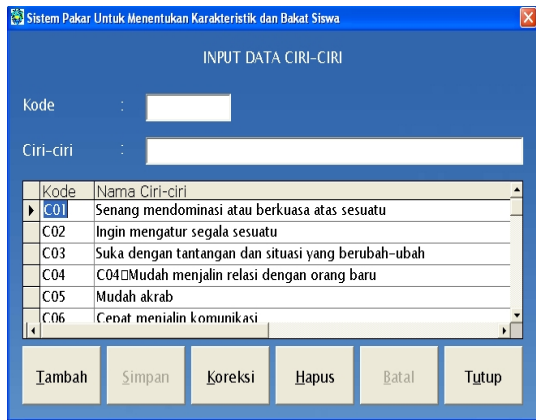 Sistem Pakar Untuk Menentukan Karakteristik dan Bakat Siswa
INPUT DATA CIRI-CIRI
Kode :
Ciri-ciri :
Kode Nama Ciri-ciri
C01 Senang mendominasi atau berkuasa atas sesuatu
C02 Ingin mengatur segala sesuatu
C03 Suka dengan tantangan dan situasi yang berubah-ubah
C04 C04□Mudah menjalin relasi dengan orang baru
C05 Mudah akrab
C06 Cepat menjalin komunikasi
Tambah Simpan Koreksi Hapus Batal Tutup